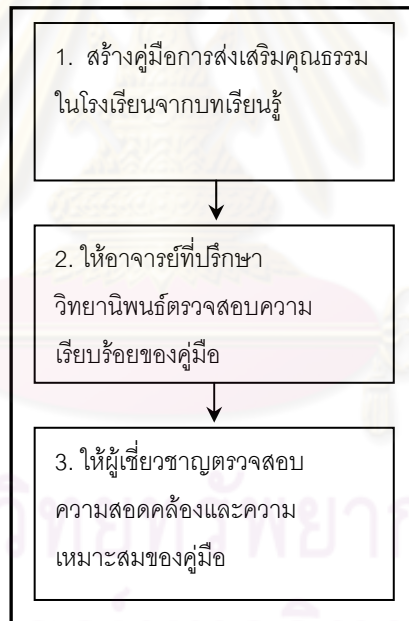 1. สร้างคู่มือการส่งเสริมคุณธรรม
ในโรงเรียนจากบทเรียนรู้
2. ให้อาจารย์ที่ปรึกษา
วิทยานิพนธ์ตรวจสอบความ
เรียบร้อยของคู่มือ
3. ให้ผู้เชี่ยวชาญตรวจสอบ
ความสอดคล้องและความ
เหมาะสมของคู่มือ